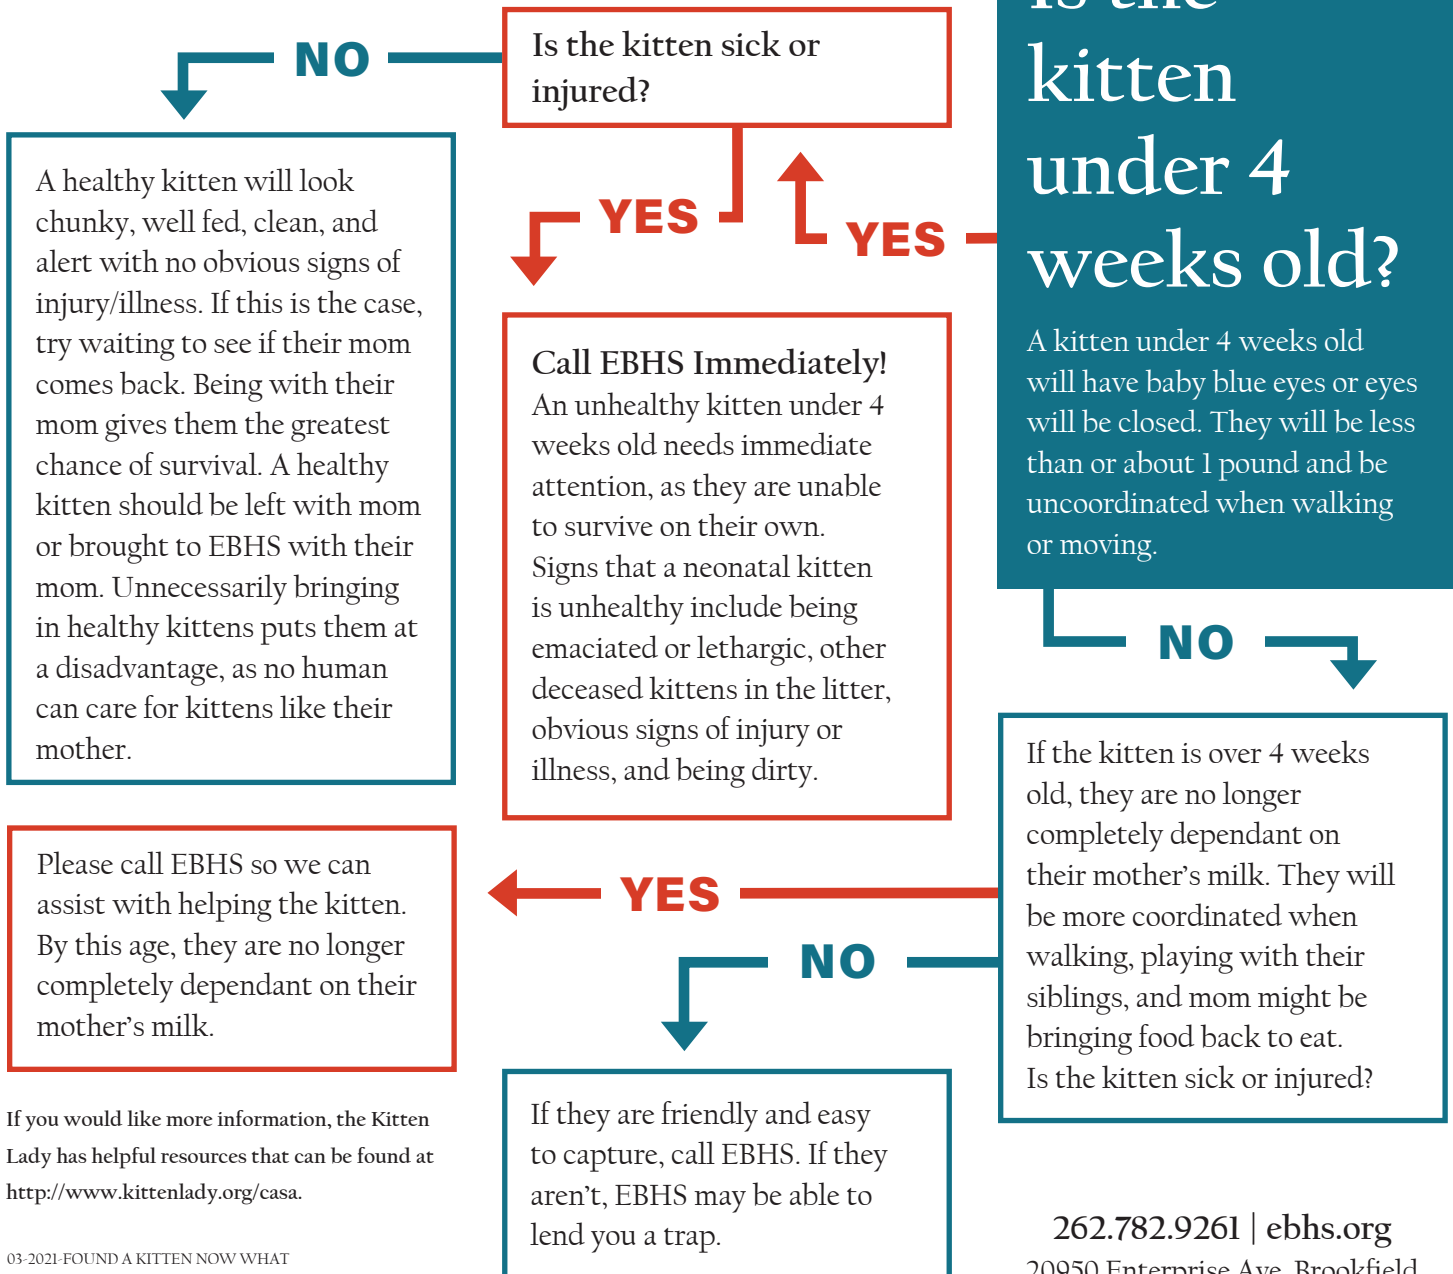 Is the
kitten
under 4
weeks old?
A kitten under 4 weeks old
will have baby blue eyes or eyes
will be closed. They will be less
than or about 1 pound and be
uncoordinated when walking
or moving.
YES
Is the kitten sick or
injured?
NO
A healthy kitten will look
chunky, well fed, clean, and
alert with no obvious signs of
injury/illness. If this is the case,
try waiting to see if their mom
comes back. Being with their
mom gives them the greatest
chance of survival. A healthy
kitten should be left with mom
or brought to EBHS with their
mom. Unnecessarily bringing
in healthy kittens puts them at
a disadvantage, as no human
can care for kittens like their
mother.
YES
Call EBHS Immediately!
An unhealthy kitten under 4
weeks old needs immediate
attention, as they are unable
to survive on their own.
Signs that a neonatal kitten
is unhealthy include being
emaciated or lethargic, other
deceased kittens in the litter,
obvious signs of injury or
illness, and being dirty.
NO
If the kitten is over 4 weeks
old, they are no longer
completely dependant on
their mother's milk. They will
be more coordinated when
walking, playing with their
siblings, and mom might be
bringing food back to eat.
Is the kitten sick or injured?
YES
Please call EBHS so we can
assist with helping the kitten.
By this age, they are no longer
completely dependant on their
mother's milk.
NO
If they are friendly and easy
to capture, call EBHS. If they
aren't, EBHS may be able to
lend you a trap.
If you would like more information, the Kitten
Lady has helpful resources that can be found at
http://www.kittenlady.org/casa.
03-2021-FOUND A KITTEN NOW WHAT
262.782.9261 | ebhs.org
20950 Enterprise Ave, Brookfield